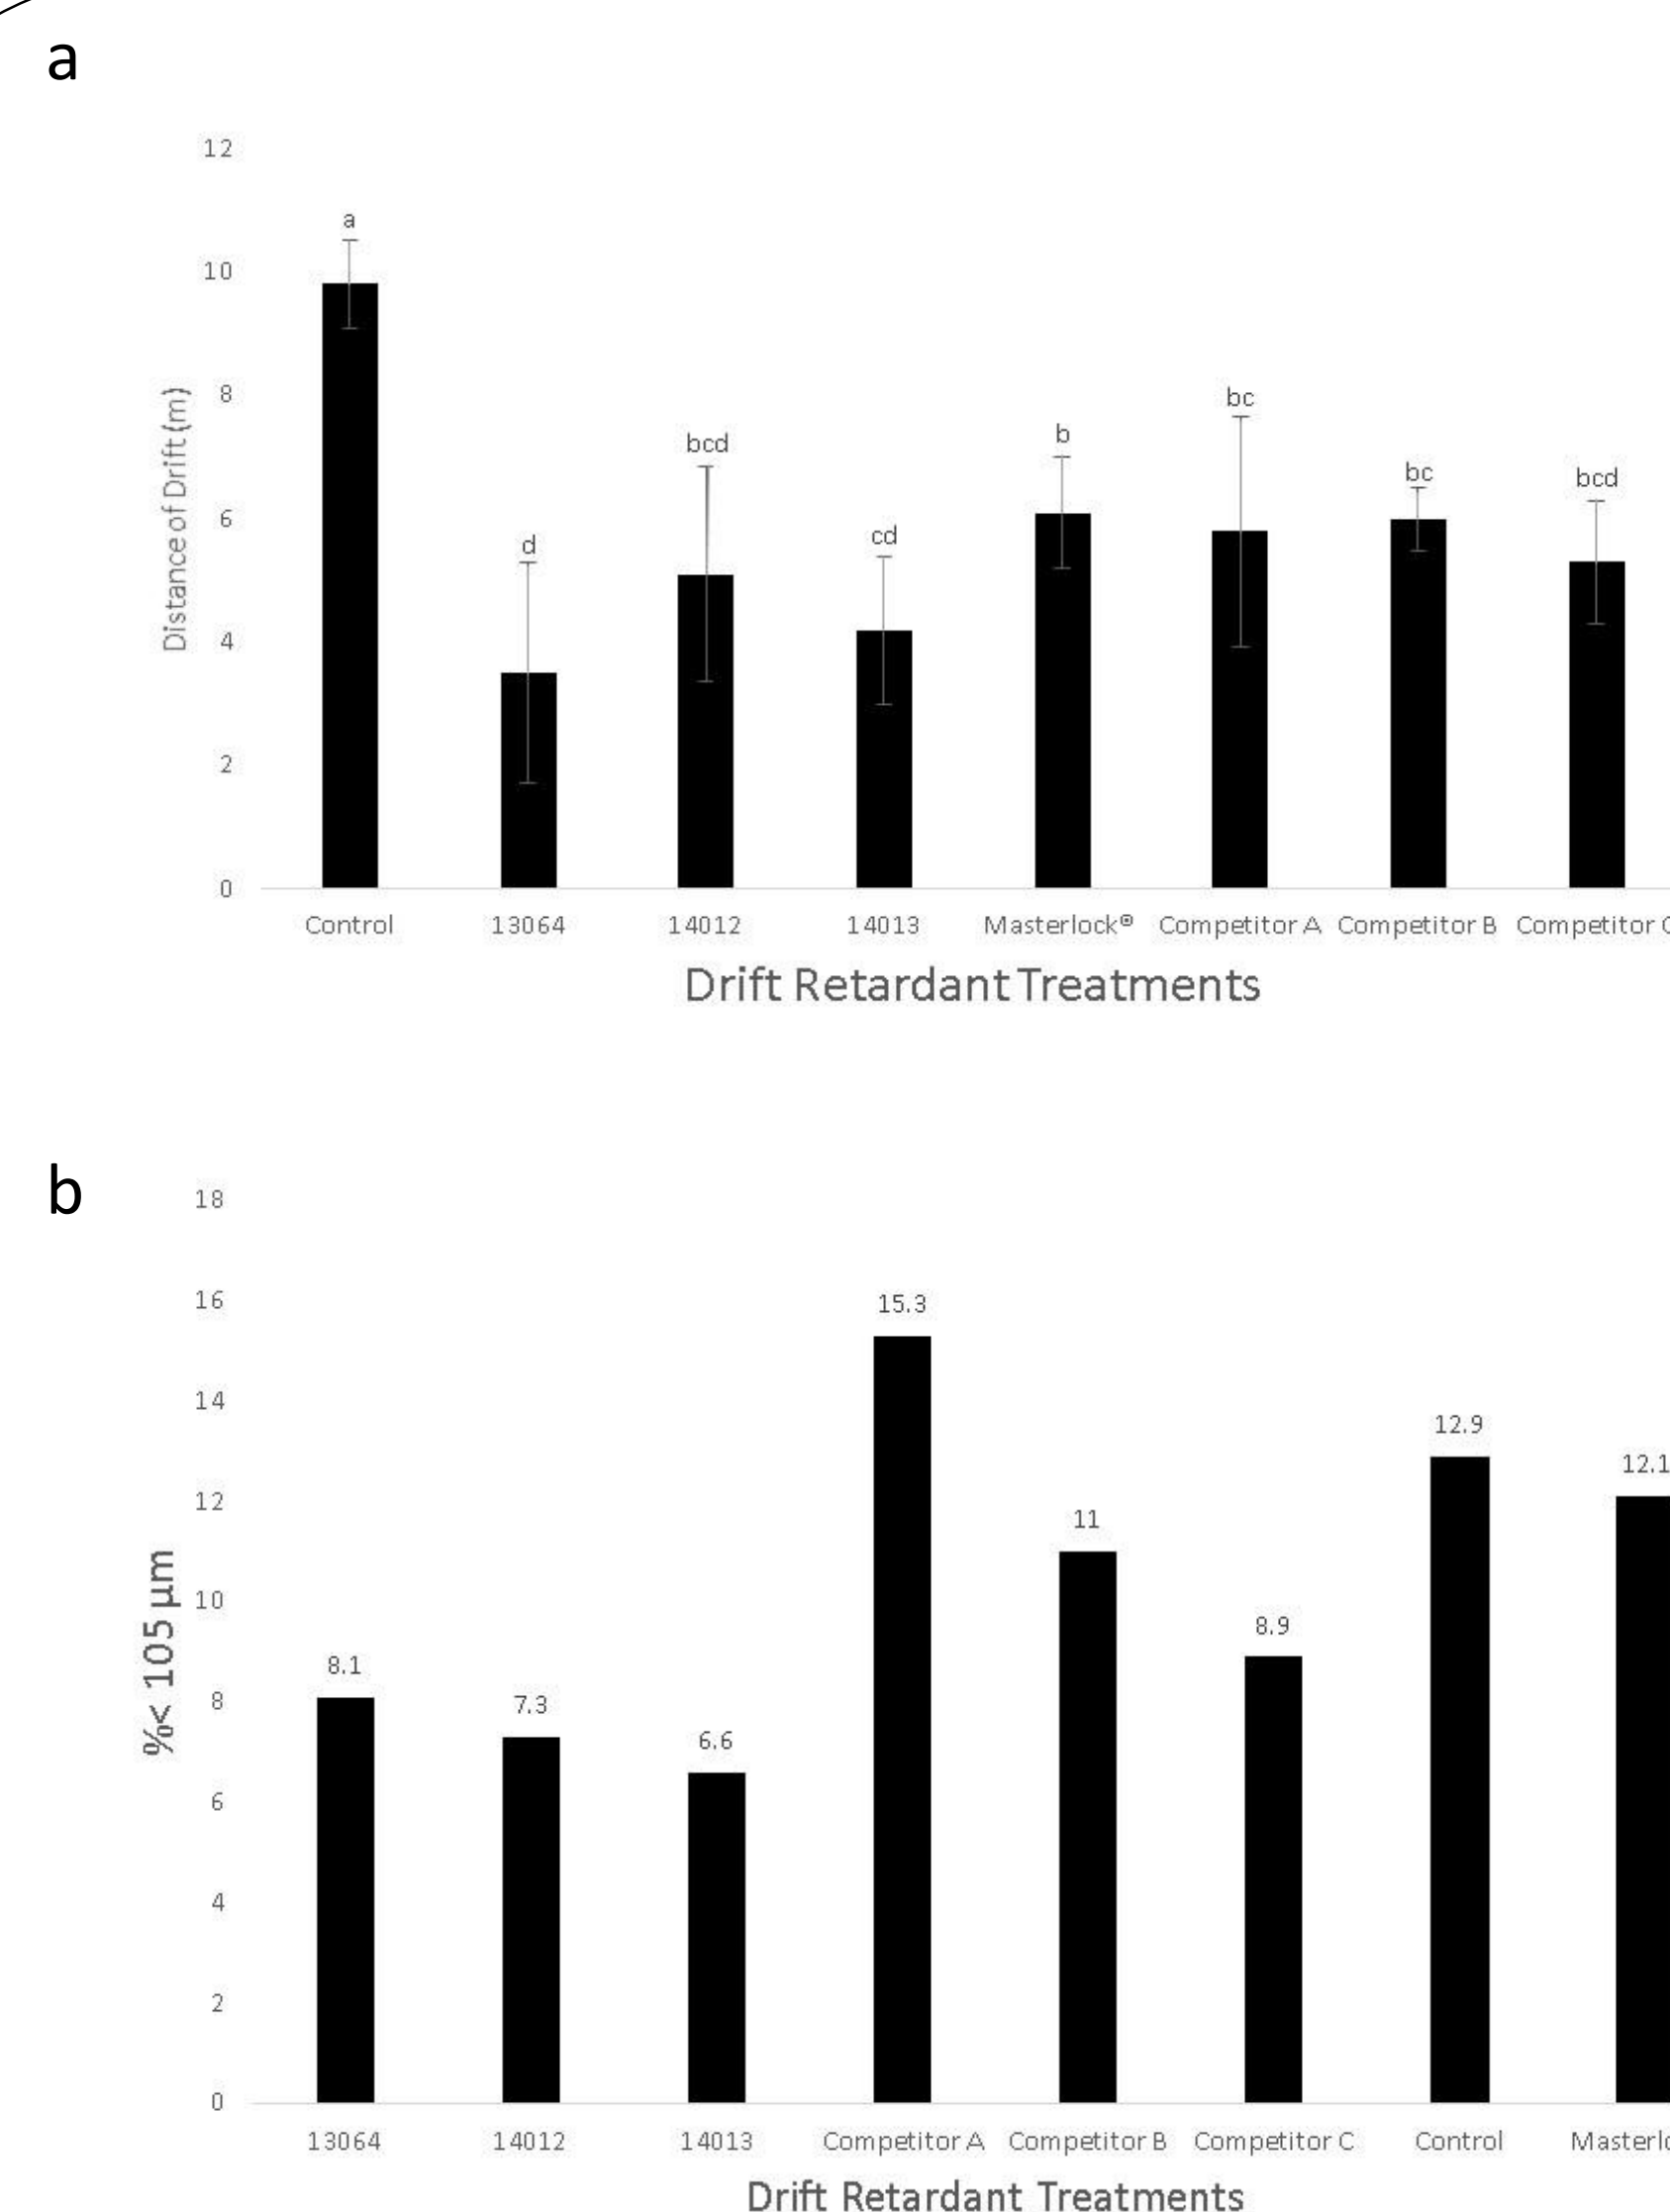 a
12
a
10
8
bc
bcd
b
bc
bcd
6
cd
d
4
2
0
Distance of Drift (m)
Control 13064 14012 14013 Masterlock® Competitor A Competitor B Competitor
Drift Retardant Treatments
b
18
16
15.3
14
12.9
12.1
12
11
10
8.9
8.1
8
7.3
6.6
6
4
2
0
%< 105 µm
13064 14012 14013 Competitor A Competitor B Competitor C Control
Drift Retardant Treatments